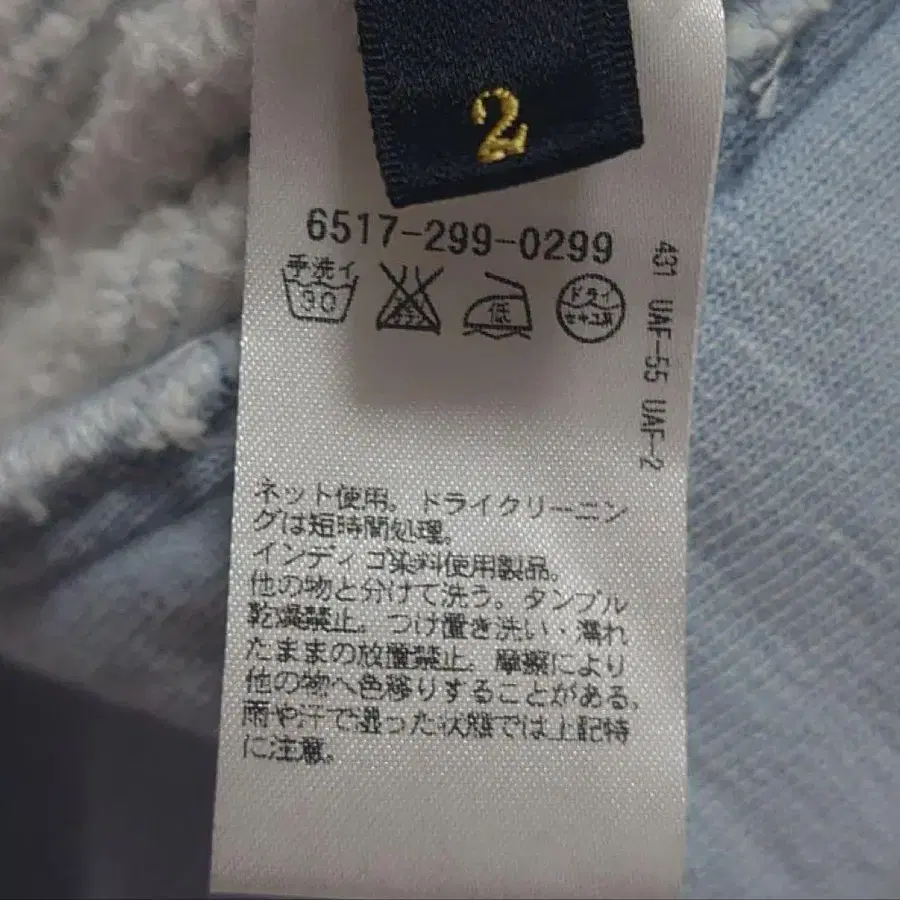 2
6517-299-0299
手洗イ
30
低
ドライ
セキユ系
431 UAF-55 UAF-2
ネット使用。ドライクリーニン
グは短時間処理。
インディゴ染料使用製品。
他の物と分けて洗う。タンブル
乾燥禁止。つけ置き洗い・濡れ
たままの放置禁止。摩擦により
他の物へ色移りすることがある。
雨や汗で湿った状態では上記特
に注意。